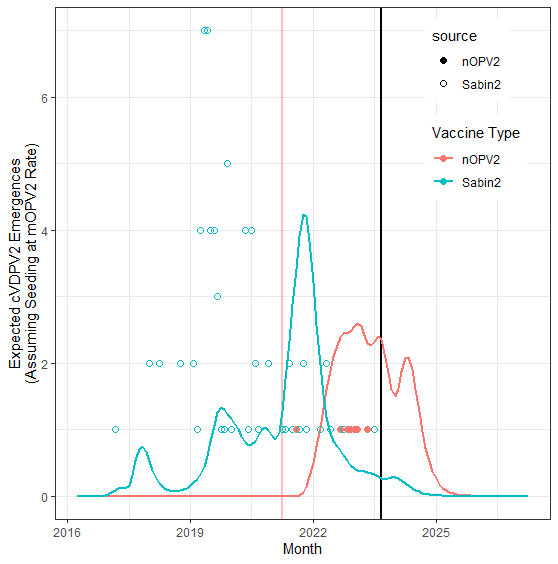 source
nOPV2
Sabin2
Vaccine Type
nOPV2
Sabin2
Expected cVDPV2 Emergences
(Assuming Seeding at mOPV2 Rate)
6
4
2
0
2016
2019
2022
2025
Month